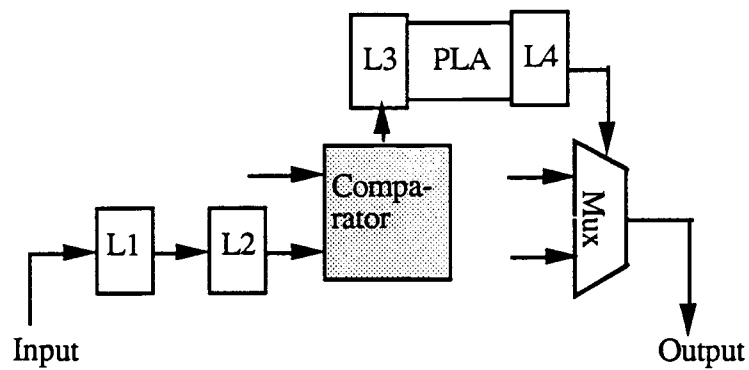 L3
PLA
L4
Compa-
rator
Mux
L1
L2
Input
Output